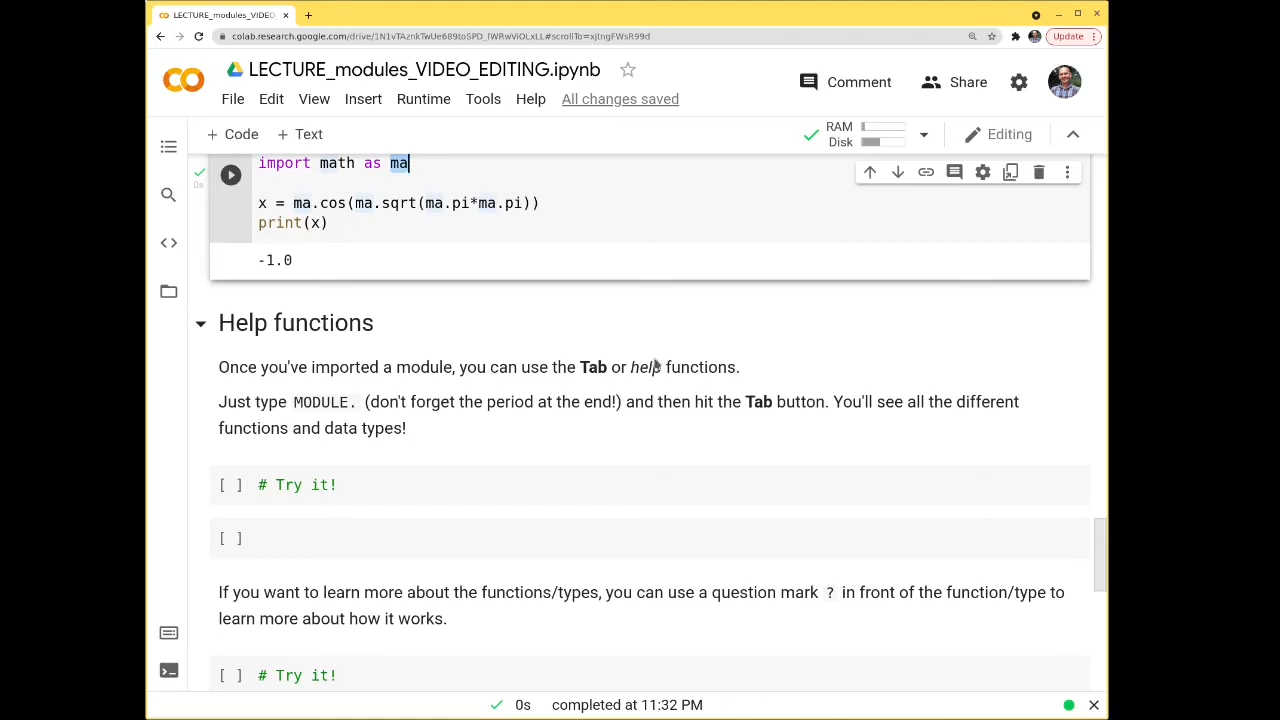 LECTURE_modules_VIDEO_
colab.research.google.com/drive/
Update
LECTURE_modules_VIDEO_EDITING.ipynb
Comment
Share
File Edit View Insert Runtime Tools Help All changes saved
+ Code + Text
RAM
Disk
Editing
import math as ma
0s
x = ma.cos(ma.sqrt(ma.pi*ma.pi))
print(x)
-1.0
Help functions
Once you've imported a module, you can use the Tab or help functions.
Just type MODULE. (don't forget the period at the end!) and then hit the Tab button. You'll see all the different
functions and data types!
[ ] # Try it!
[ ]
If you want to learn more about the functions/types, you can use a question mark ? in front of the function/type to
learn more about how it works.
[ ] # Try it!
0s completed at 11:32 PM